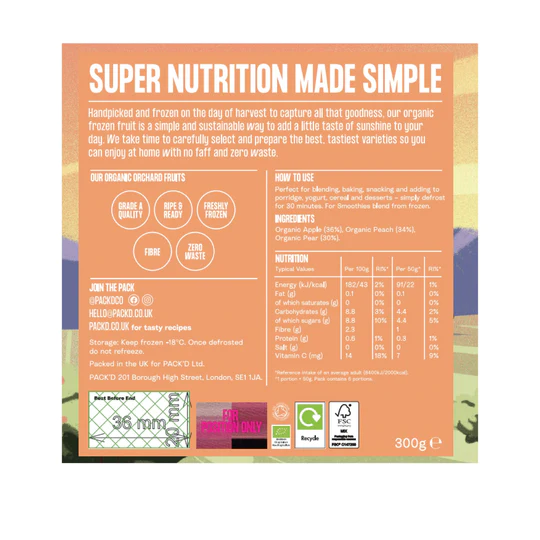 SUPER NUTRITION MADE SIMPLE
Handpicked and frozen on the day of harvest to capture all that goodness, our organic
frozen fruit is a simple and sustainable way to add a little taste of sunshine to your
day. We take time to carefully select and prepare the best, tastiest varieties so you
can enjoy at home with no faff and zero waste.
OUR ORGANIC ORCHARD FRUITS
GRADE A
QUALITY
RIPE &
READY
FRESHLY
FROZEN
FIBRE
ZERO
WASTE
JOIN THE PACK
@PACKDCO
HELLO@PACKD.CO.UK
PACKD.CO.UK for tasty recipes
Storage: Keep frozen -18°C. Once defrosted
do not refreeze.
Packed in the UK for PACK'D Ltd.
PACK'D 201 Borough High Street, London, SE1 1JA.
HOW TO USE
Perfect for blending, baking, snacking and adding to
porridge, yogurt, cereal and desserts - simply defrost
for 30 minutes. For Smoothies blend from frozen.
INGREDIENTS
Organic Apple (36%), Organic Peach (34%),
Organic Pear (30%).
NUTRITION
Typical Values Per 100g RI%* Per 50g^ RI%*
Energy (kJ/kcal) 182/43 2% 91/22 1%
Fat (g) 0.1 0% 0.1 0%
of which saturates (g) 0 0% 0 0%
Carbohydrates (g) 8.8 3% 4.4 2%
of which sugars (g) 8.8 10% 4.4 5%
Fibre (g) 2.3 1
Protein (g) 0.6 1% 0.3 1%
Salt (g) 0 0% 0 0%
Vitamin C (mg) 14 18% 7 9%
*Reference intake of an average adult (8400kJ/2000kcal)
Best Before End
36 mm
20 mm
FOR
POSITION ONLY
Recycle
FSC
www.fsc.org
MIX
300g ℮